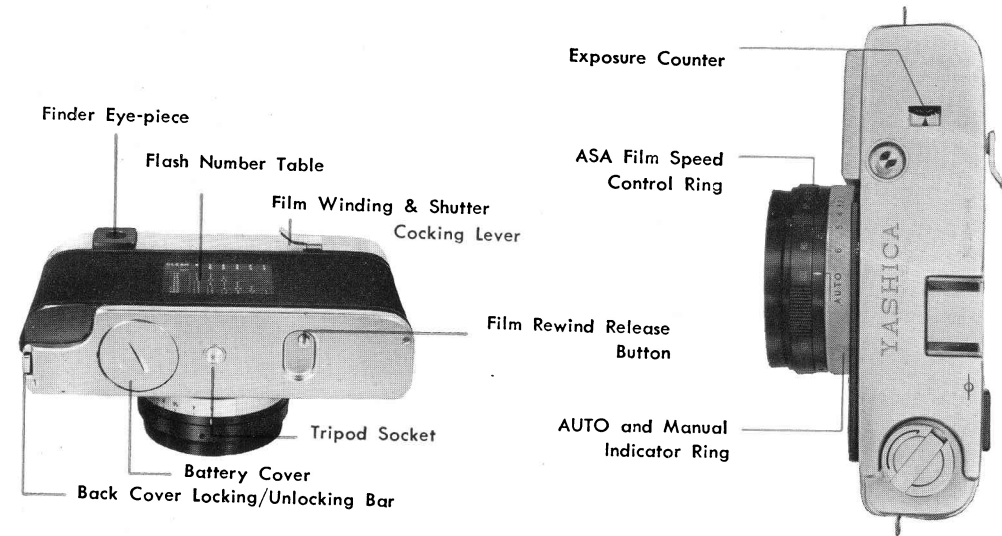 Finder Eye-piece
Flash Number Table
Film Winding & Shutter
Cocking Lever
Tripod Socket
Battery Cover
Back Cover Locking/Unlocking Bar
Exposure Counter
ASA Film Speed
Control Ring
Film Rewind Release
Button
AUTO and Manual
Indicator Ring
AUTO
YASHICA